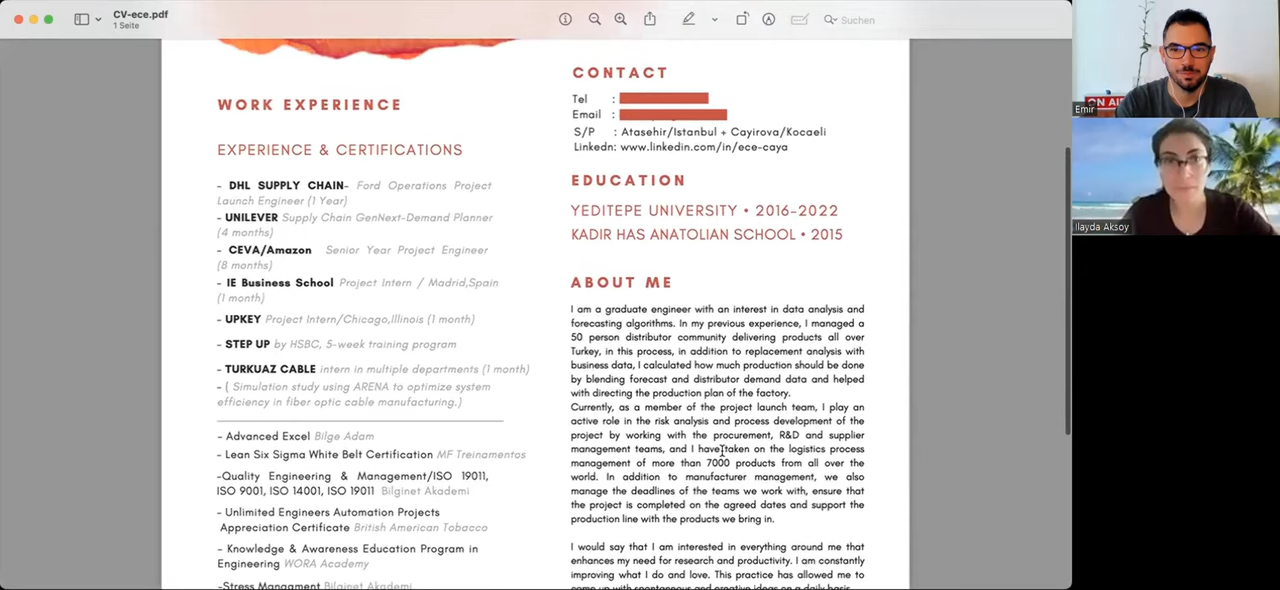 CV-ece.pdf
1 Seite
Suchen
WORK EXPERIENCE
EXPERIENCE & CERTIFICATIONS
- DHL SUPPLY CHAIN- Ford Operations Project
Launch Engineer (1 Year)
- UNILEVER Supply Chain GenNext-Demand Planner
(4 months)
- CEVA/Amazon Senior Year Project Engineer
(8 months)
- IE Business School Project Intern / Madrid,Spain
(1 month)
- UPKEY Project Intern/Chicago,Illinois (1 month)
- STEP UP by HSBC, 5-week training program
- TURKUAZ CABLE intern in multiple departments (1 month)
- ( Simulation study using ARENA to optimize system
efficiency in fiber optic cable manufacturing.)
- Advanced Excel Bilge Adam
- Lean Six Sigma White Belt Certification MF Treinamentos
-Quality Engineering & Management/ISO 19011,
ISO 9001, ISO 14001, ISO 19011 Bilginet Akademi
- Unlimited Engineers Automation Projects
Appreciation Certificate British American Tobacco
- Knowledge & Awareness Education Program in
Engineering WORA Academy
-Stress Managment Bilginet Akademi
CONTACT
Tel :
Email :
S/P : Atasehir/Istanbul + Cayirova/Kocaeli
Linkedn: www.linkedin.com/in/ece-caya
EDUCATION
YEDITEPE UNIVERSITY • 2016-2022
KADIR HAS ANATOLIAN SCHOOL • 2015
ABOUT ME
I am a graduate engineer with an interest in data analysis and
forecasting algorithms. In my previous experience, I managed a
50 person distributor community delivering products all over
Turkey, in this process, in addition to replacement analysis with
business data, I calculated how much production should be done
by blending forecast and distributor demand data and helped
with directing the production plan of the factory.
Currently, as a member of the project launch team, I play an
active role in the risk analysis and process development of the
project by working with the procurement, R&D and supplier
management teams, and I have taken on the logistics process
management of more than 7000 products from all over the
world. In addition to manufacturer management, we also
manage the deadlines of the teams we work with, ensure that
the project is completed on the agreed dates and support the
production line with the products we bring in.
I would say that I am interested in everything around me that
enhances my need for research and productivity. I am constantly
improving what I do and love. This practice has allowed me to
come up with spontaneous and creative ideas on a daily basis
ON AIR
Emir
Ilayda Aksoy